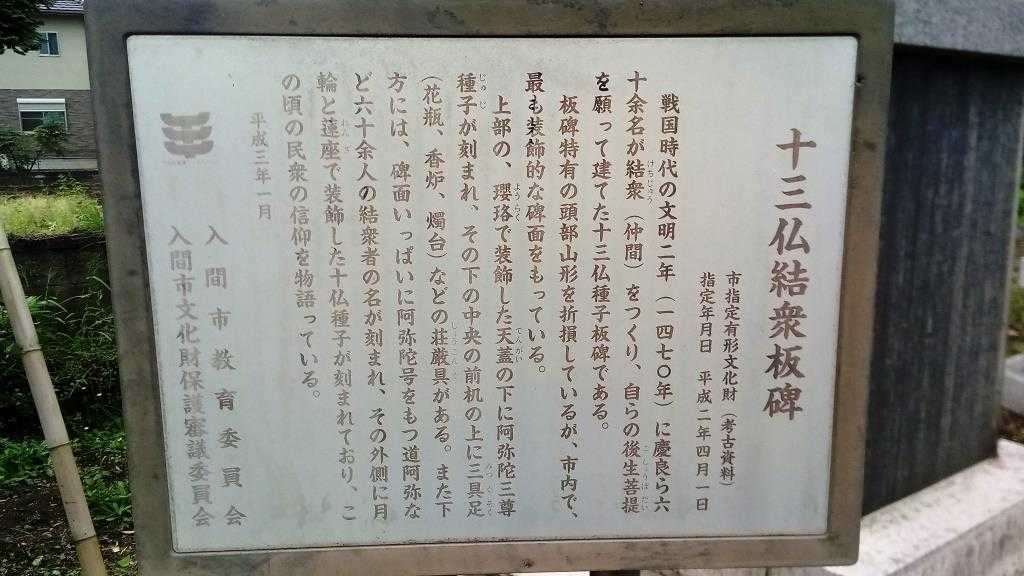 十三仏結衆板碑
市指定有形文化財（考古資料）
指定年月日　平成二年四月一日
戦国時代の文明二年（一四七〇年）に慶良ら六
十余名が結衆（仲間）をつくり、自らの後生菩提
を願って建てた十三仏種子板碑である。
板碑特有の頭部山形を折損しているが、市内で、
最も装飾的な碑面をもっている。
上部の、瓔珞で装飾した天蓋の下に阿弥陀三尊
種子が刻まれ、その下の中央の前机の上に三具足
（花瓶、香炉、燭台）などの荘厳具がある。また下
方には、碑面いっぱいに阿弥陀号をもつ道阿弥な
ど六十余人の結衆者の名が刻まれ、その外側に月
輪と蓮座で装飾した十仏種子が刻まれており、こ
の頃の民衆の信仰を物語っている。
平成三年一月
入間市教育委員会
入間市文化財保護審議委員会